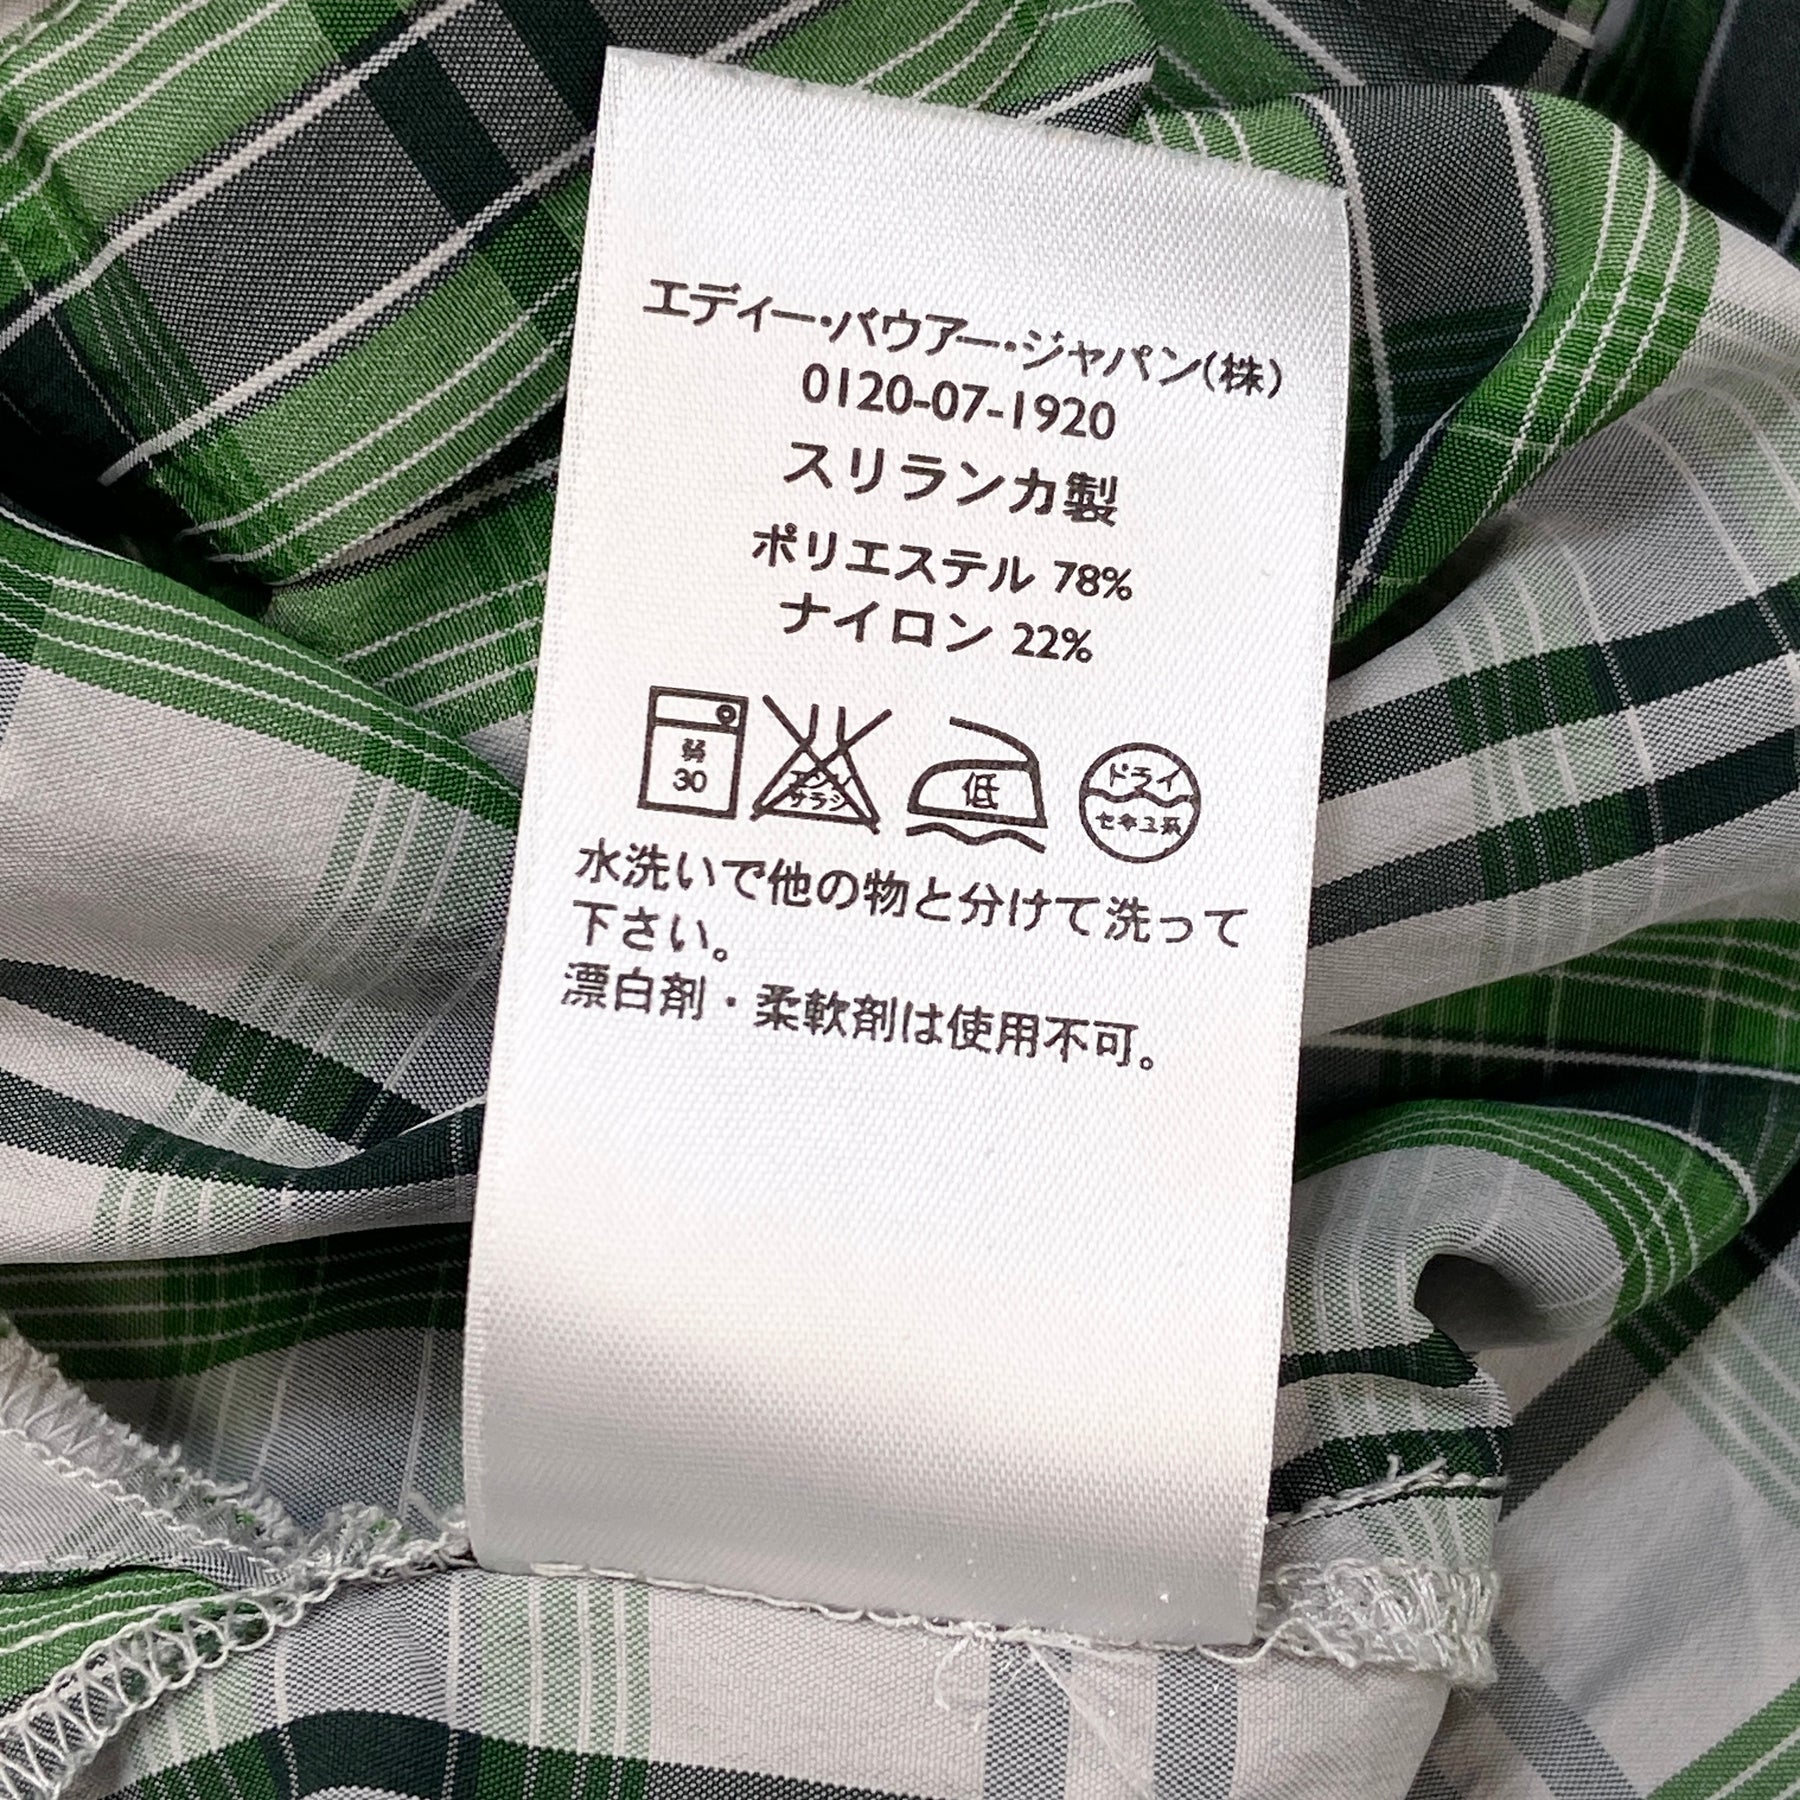 エディー・バウアー・ジャパン(株)
0120-07-1920
スリランカ製
ポリエステル 78%
ナイロン 22%
弱
30
エンソ
サラシ
低
ドライ
セキユ系
水洗いで他の物と分けて洗って
下さい。
漂白剤・柔軟剤は使用不可。